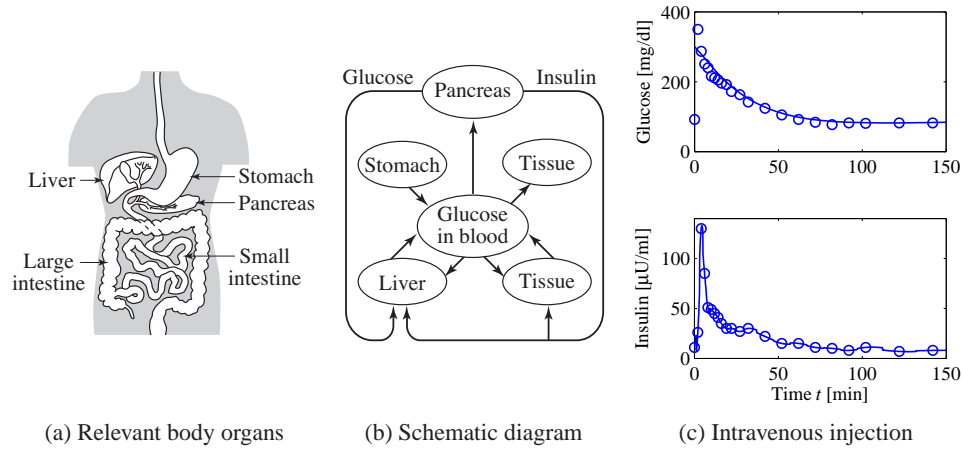 Liver
Stomach
Pancreas
Large
intestine
Small
intestine
(a) Relevant body organs
Glucose
Insulin
Pancreas
Stomach
Tissue
Glucose
in blood
Liver
Tissue
(b) Schematic diagram
400
200
0
Glucose [mg/dl]
0 50 100 150
100
50
0
Insulin [µU/ml]
0 50 100 150
Time t [min]
(c) Intravenous injection